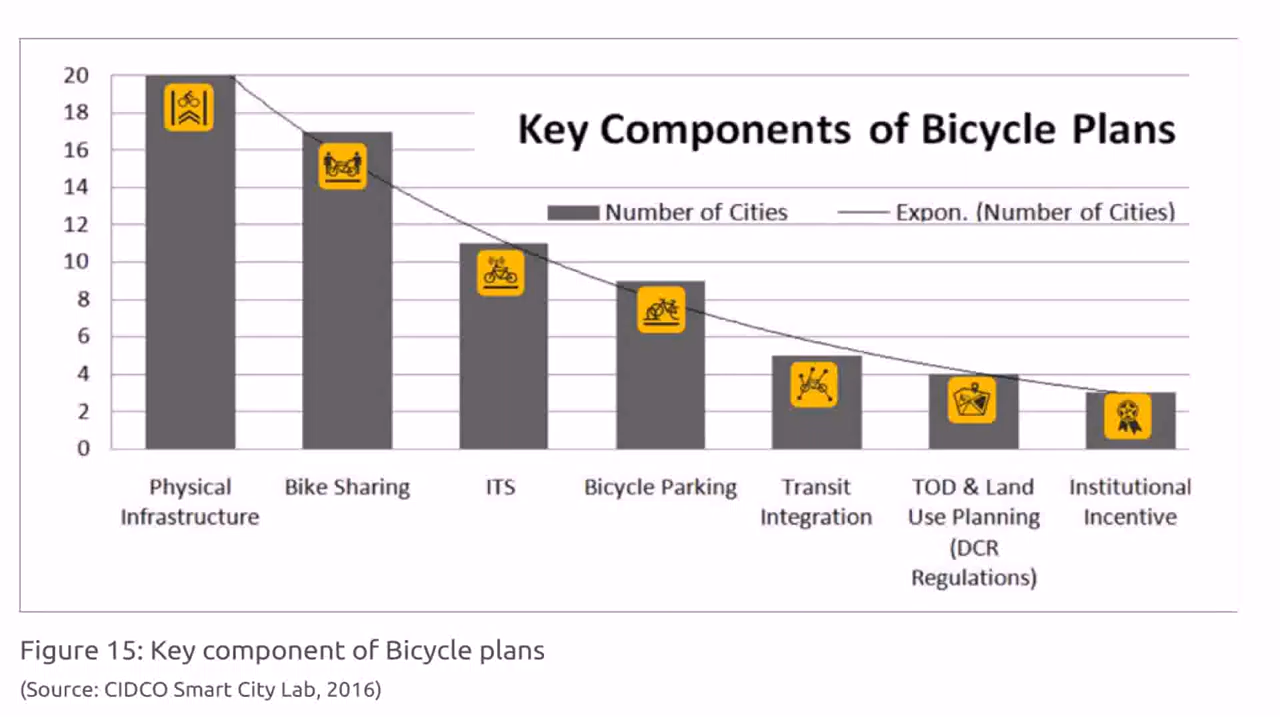 20
18
16
14
12
10
8
6
4
2
0
Key Components of Bicycle Plans
Number of Cities
Expon. (Number of Cities)
Physical
Infrastructure
Bike Sharing
ITS
Bicycle Parking
Transit
Integration
TOD & Land
Use Planning
(DCR
Regulations)
Institutional
Incentive
Figure 15: Key component of Bicycle plans
(Source: CIDCO Smart City Lab, 2016)